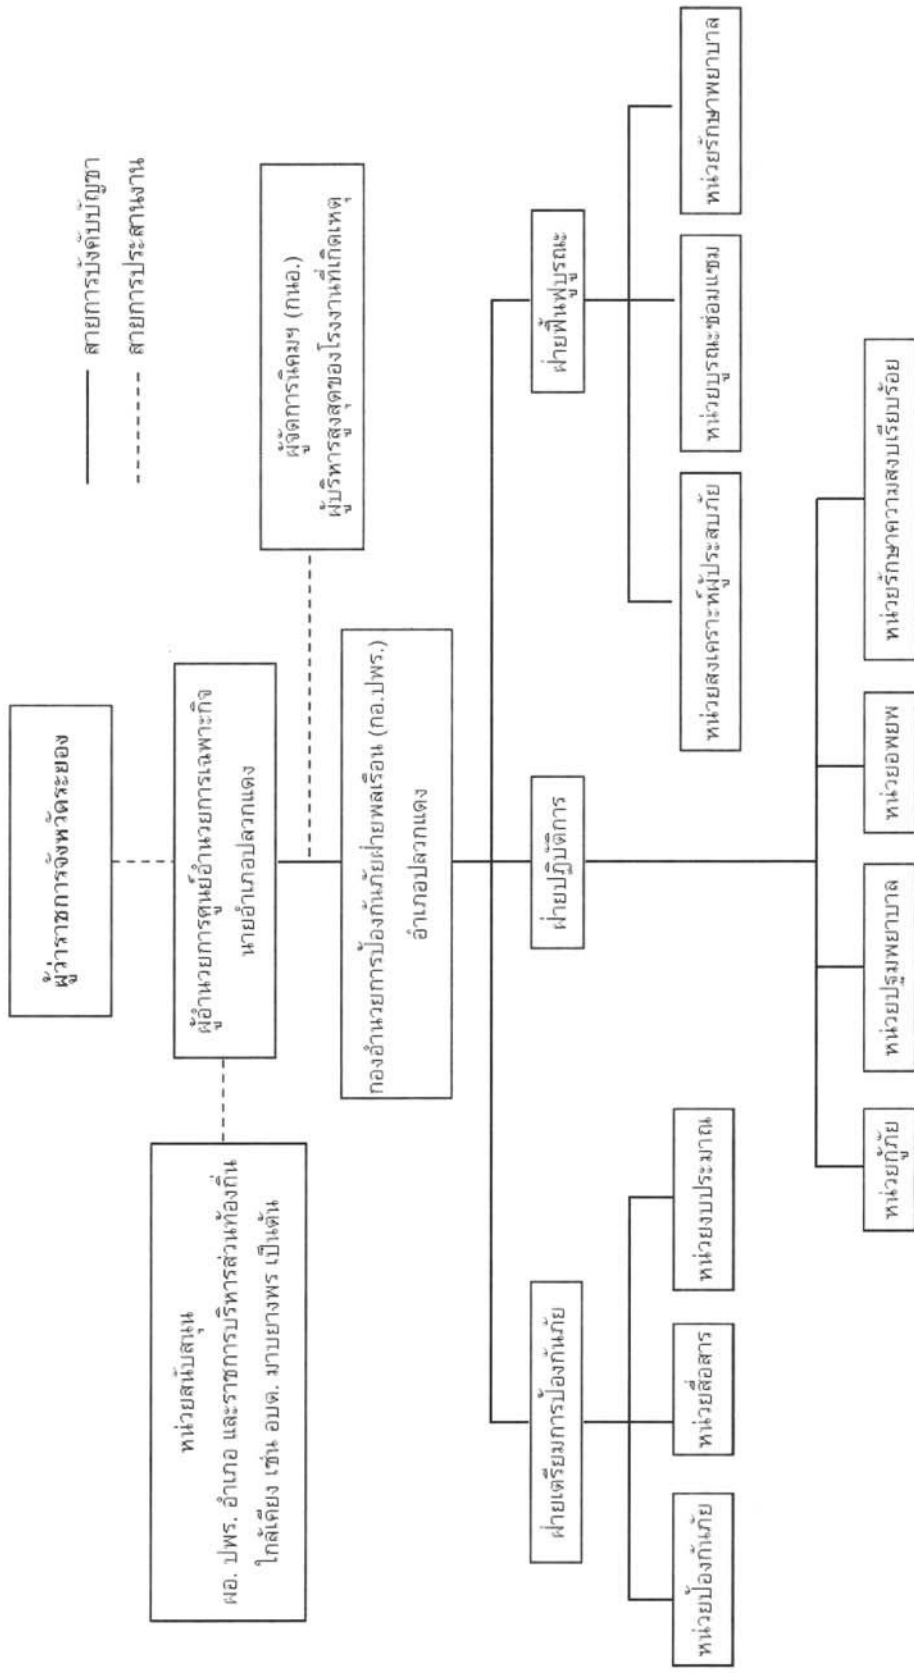 ผู้ว่าราชการจังหวัดระยอง
สายการบังคับบัญชา
สายการประสานงาน
ผู้อำนวยการศูนย์อำนวยการเฉพาะกิจ
นายอำเภอปลวกแดง
หน่วยสนับสนุน
ผอ. ปพร. อำเภอ และราชการบริหารส่วนท้องถิ่น
ใกล้เคียง เช่น อบต. มาบยางพร เป็นต้น
ผู้จัดการนิคมฯ (กนอ.)
ผู้บริหารสูงสุดของโรงงานที่เกิดเหตุ
กองอำนวยการป้องกันภัยฝ่ายพลเรือน (กอ.ปพร.)
อำเภอปลวกแดง
ฝ่ายเตรียมการป้องกันภัย
ฝ่ายปฏิบัติการ
ฝ่ายฟื้นฟูบูรณะ
หน่วยป้องกันภัย
หน่วยสื่อสาร
หน่วยงบประมาณ
หน่วยสงเคราะห์ผู้ประสบภัย
หน่วยบูรณะซ่อมแซม
หน่วยรักษาพยาบาล
หน่วยกู้ภัย
หน่วยปฐมพยาบาล
หน่วยอพยพ
หน่วยรักษาความสงบเรียบร้อย